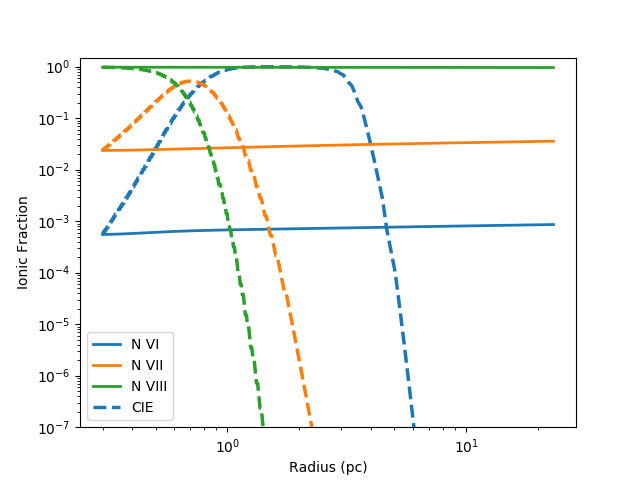 Ionic Fraction
10⁰
10⁻¹
10⁻²
10⁻³
10⁻⁴
10⁻⁵
10⁻⁶
10⁻⁷
N VI
N VII
N VIII
CIE
10⁰
10¹
Radius (pc)